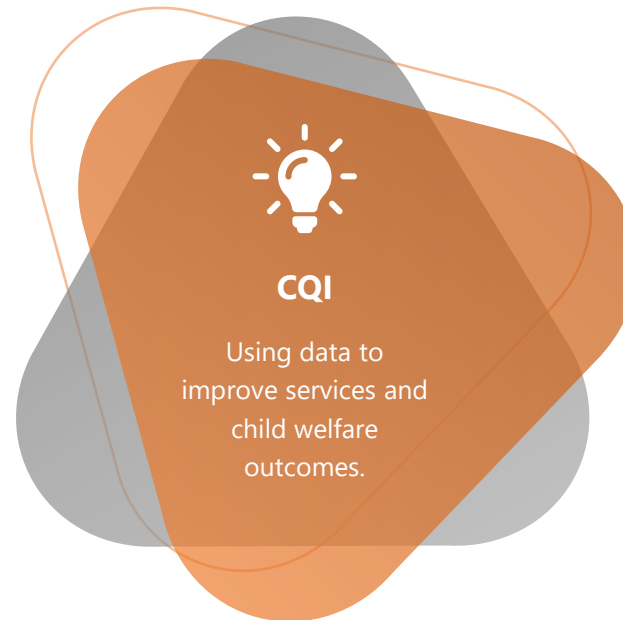 CQI
Using data to
improve services and
child welfare
outcomes.